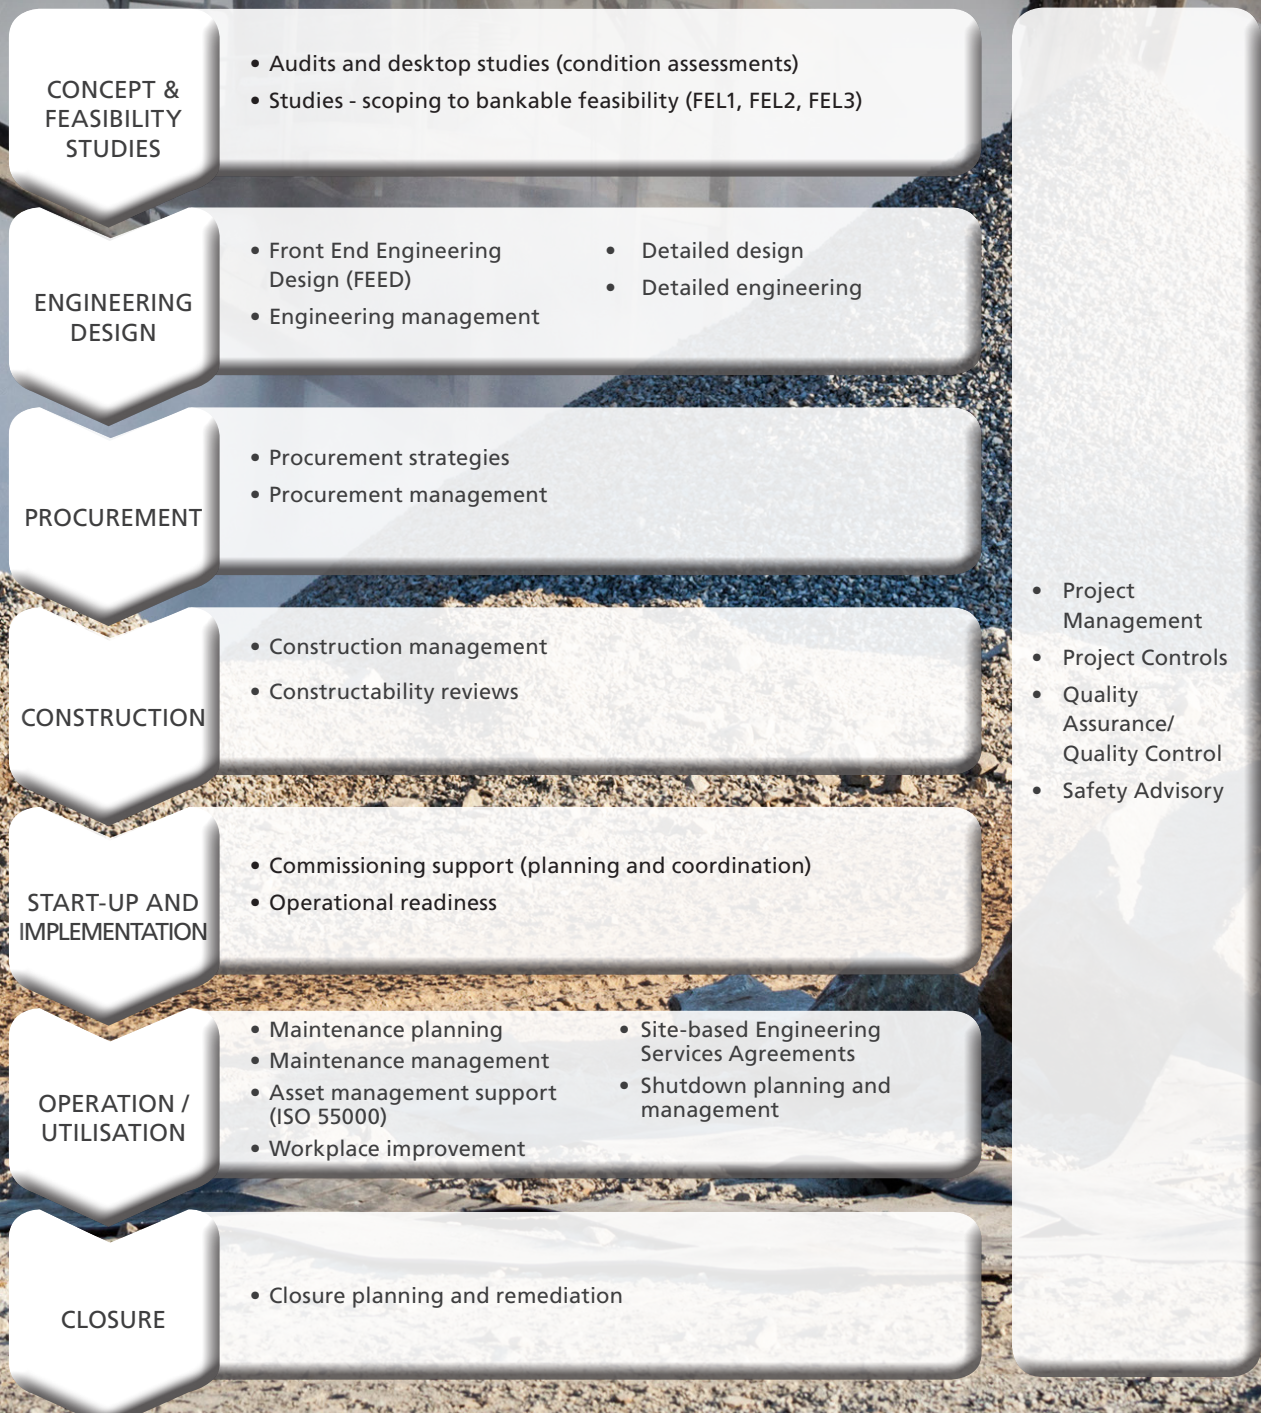 CONCEPT &
FEASIBILITY
STUDIES
• Audits and desktop studies (condition assessments)
• Studies - scoping to bankable feasibility (FEL1, FEL2, FEL3)
ENGINEERING
DESIGN
• Front End Engineering
Design (FEED)
• Engineering management
• Detailed design
• Detailed engineering
PROCUREMENT
• Procurement strategies
• Procurement management
CONSTRUCTION
• Construction management
• Constructability reviews
START-UP AND
IMPLEMENTATION
• Commissioning support (planning and coordination)
• Operational readiness
OPERATION /
UTILISATION
• Maintenance planning
• Maintenance management
• Asset management support
(ISO 55000)
• Workplace improvement
• Site-based Engineering
Services Agreements
• Shutdown planning and
management
CLOSURE
• Closure planning and remediation
• Project
Management
• Project Controls
• Quality
Assurance/
Quality Control
• Safety Advisory